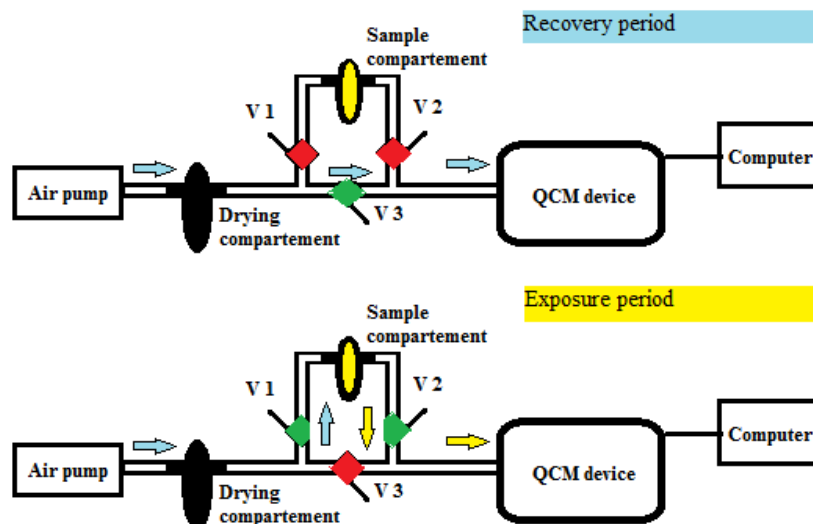 Recovery period
Sample
compartement
V 1
V 2
Air pump
Drying
compartement
V 3
QCM device
Computer
Exposure period
Sample
compartement
V 1
V 2
Air pump
Drying
compartement
V 3
QCM device
Computer